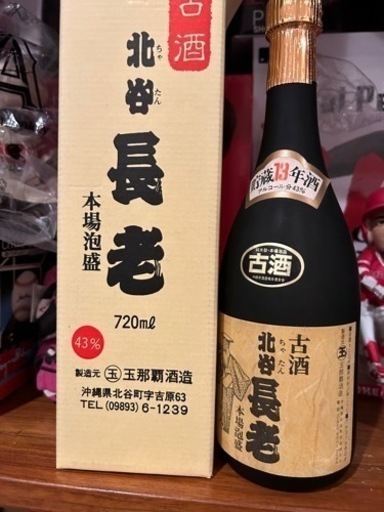 古酒
北谷
ちゃたん
長老
本場泡盛
720ml
43%
製造元 玉 玉那覇酒造
沖縄県北谷町字吉原63
TEL (09893) 6-1239
貯蔵13年酒
アルコール分43%
古酒
古酒
北谷
ちゃたん
長老
本場泡盛